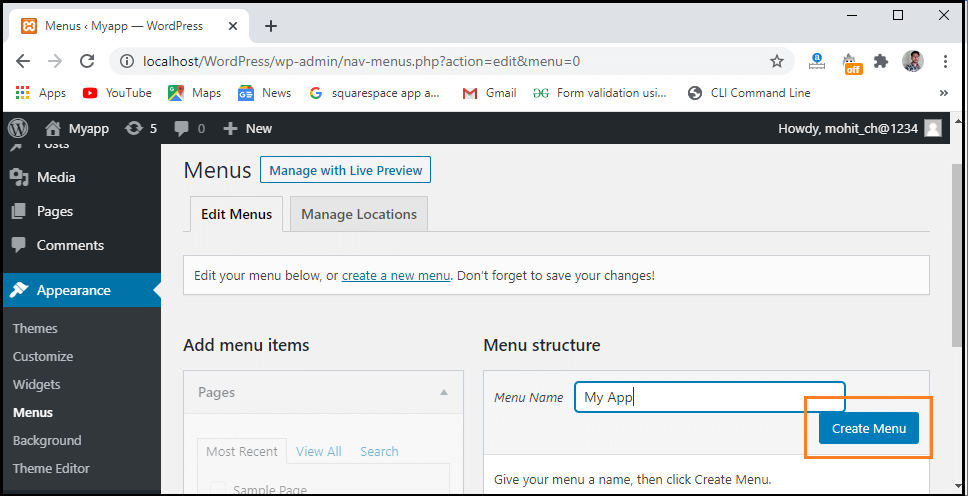 Menus ‹ Myapp — WordPress
localhost/WordPress/wp-admin/nav-menus.php?action=edit&menu=0
off
Apps YouTube Maps News squarespace app a... Gmail Form validation usi... CLI Command Line »
Myapp 5 0 New Howdy, mohit_ch@1234
Posts
Media
Pages
Comments
Appearance
Themes
Customize
Widgets
Menus
Background
Theme Editor
Menus Manage with Live Preview
Edit Menus Manage Locations
Edit your menu below, or create a new menu. Don't forget to save your changes!
Add menu items
Pages
Most Recent View All Search
Sample Page
Menu structure
Menu Name My App
Create Menu
Give your menu a name, then click Create Menu.